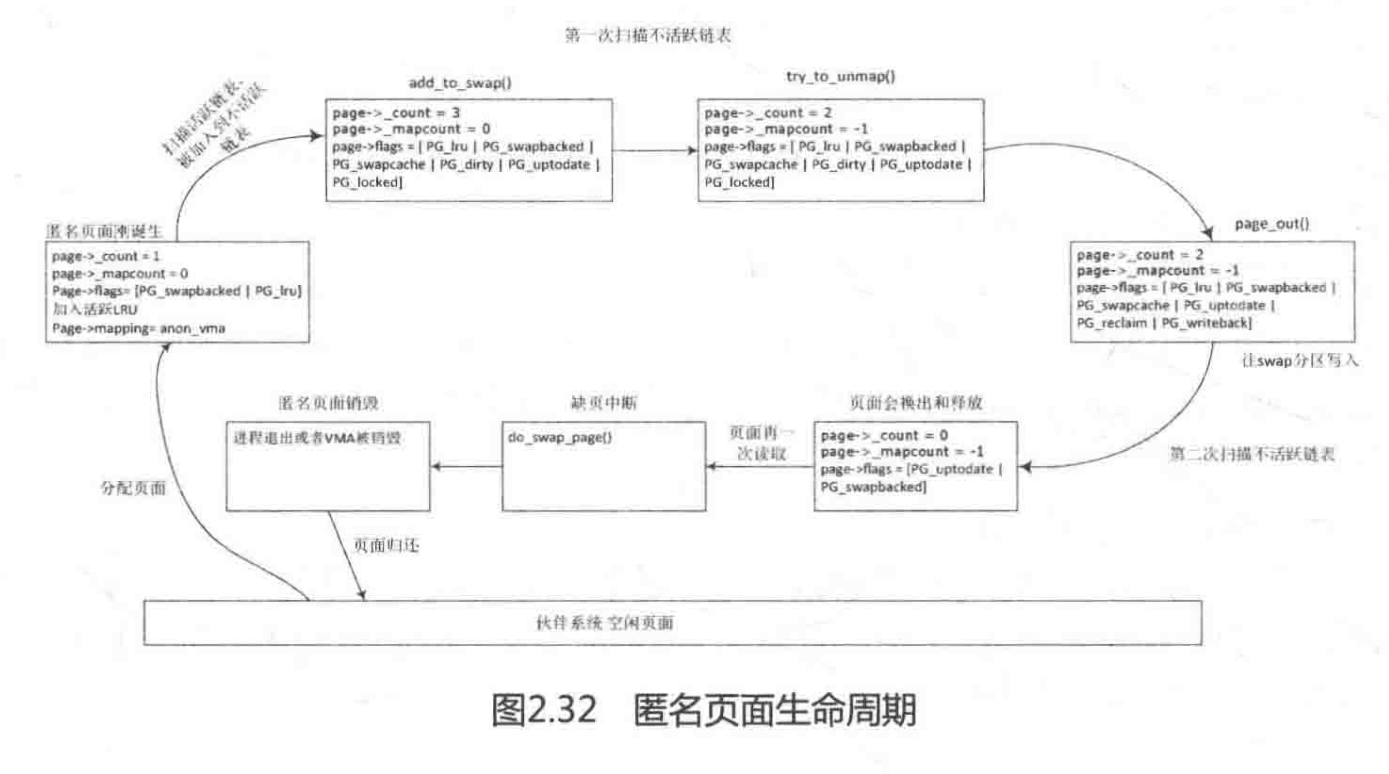 第一次扫描不活跃链表
扫描活跃链表、
被加入到不活跃
链表
add_to_swap()
page->_count = 3
page->_mapcount = 0
page->flags = [ PG_lru | PG_swapbacked |
PG_swapcache | PG_dirty | PG_uptodate |
PG_locked]
try_to_unmap()
page->_count = 2
page->_mapcount = -1
page->flags = [ PG_lru | PG_swapbacked |
PG_swapcache | PG_dirty | PG_uptodate |
PG_locked]
匿名页面刚诞生
page->_count = 1
page->_mapcount = 0
Page->flags= [PG_swapbacked | PG_lru]
加入活跃LRU
Page->mapping= anon_vma
page_out()
page->_count = 2
page->_mapcount = -1
page->flags = [ PG_lru | PG_swapbacked |
PG_swapcache | PG_uptodate |
PG_reclaim | PG_writeback]
往swap分区写入
匿名页面销毁
进程退出或者VMA被销毁
缺页中断
do_swap_page()
页面再一
次读取
页面会换出和释放
page->_count = 0
page->_mapcount = -1
page->flags = [PG_uptodate |
PG_swapbacked]
第二次扫描不活跃链表
分配页面
页面归还
伙伴系统 空闲页面
图2.32 匿名页面生命周期